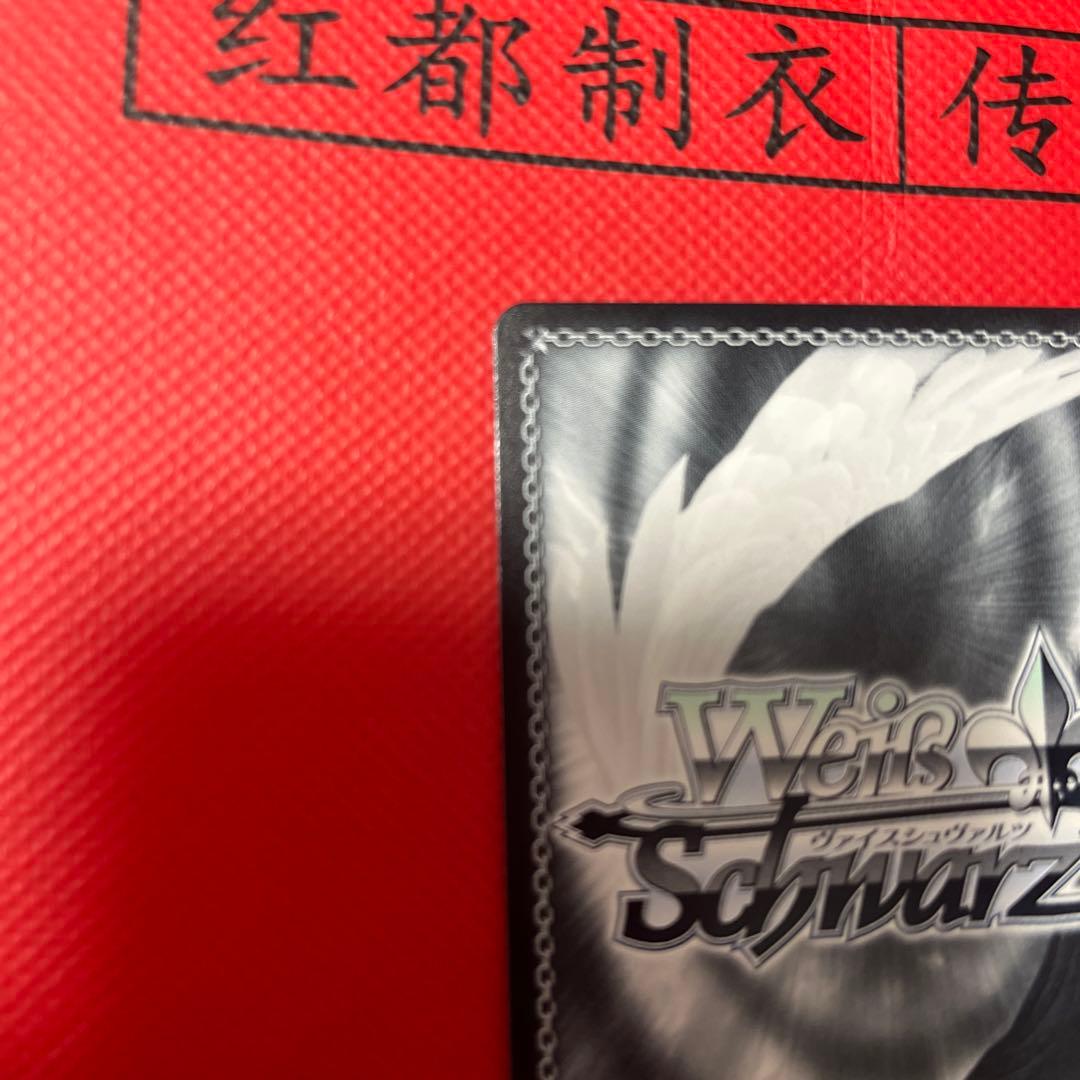 红都制衣 传
Weiß
ヴァイスシュヴァルツ
Schwarz